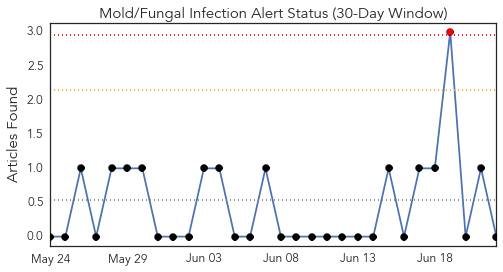 Mold/Fungal Infection Alert Status (30-Day Window)
Articles Found
3.0
2.5
2.0
1.5
1.0
0.5
0.0
May 24 May 29 Jun 03 Jun 08 Jun 13 Jun 18